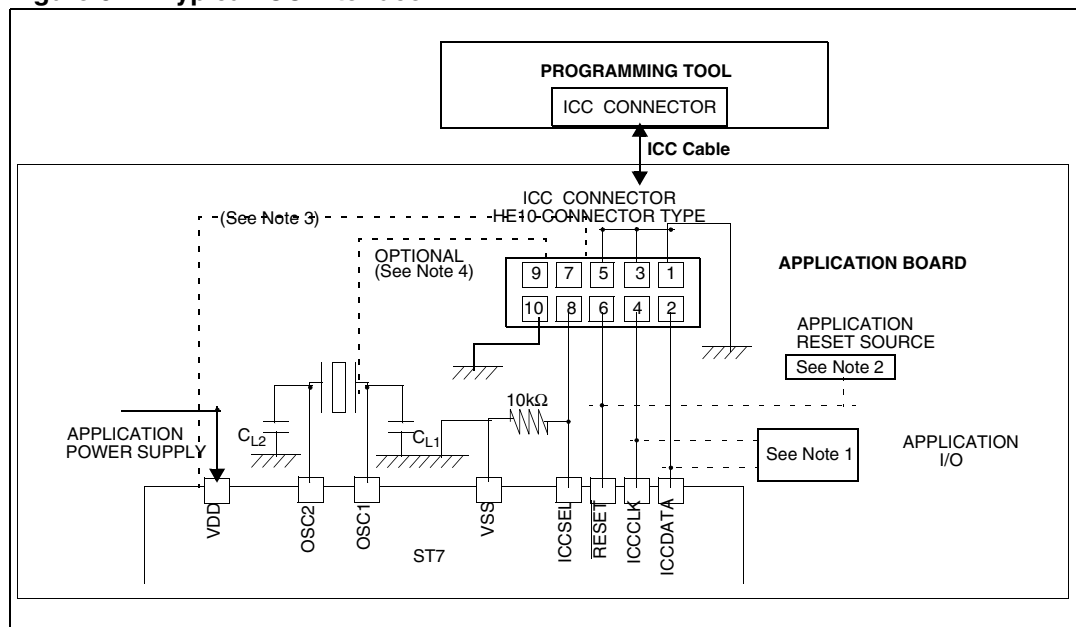 PROGRAMMING TOOL
ICC CONNECTOR
ICC Cable
ICC CONNECTOR
HE10 CONNECTOR TYPE
(See Note 3)
OPTIONAL
(See Note 4)
9 7 5 3 1
10 8 6 4 2
APPLICATION BOARD
APPLICATION
RESET SOURCE
See Note 2
10kΩ
APPLICATION
POWER SUPPLY
CL2
CL1
See Note 1
APPLICATION
I/O
VDD
OSC2
OSC1
VSS
ICCSEL
RESET
ICCCLK
ICCDATA
ST7